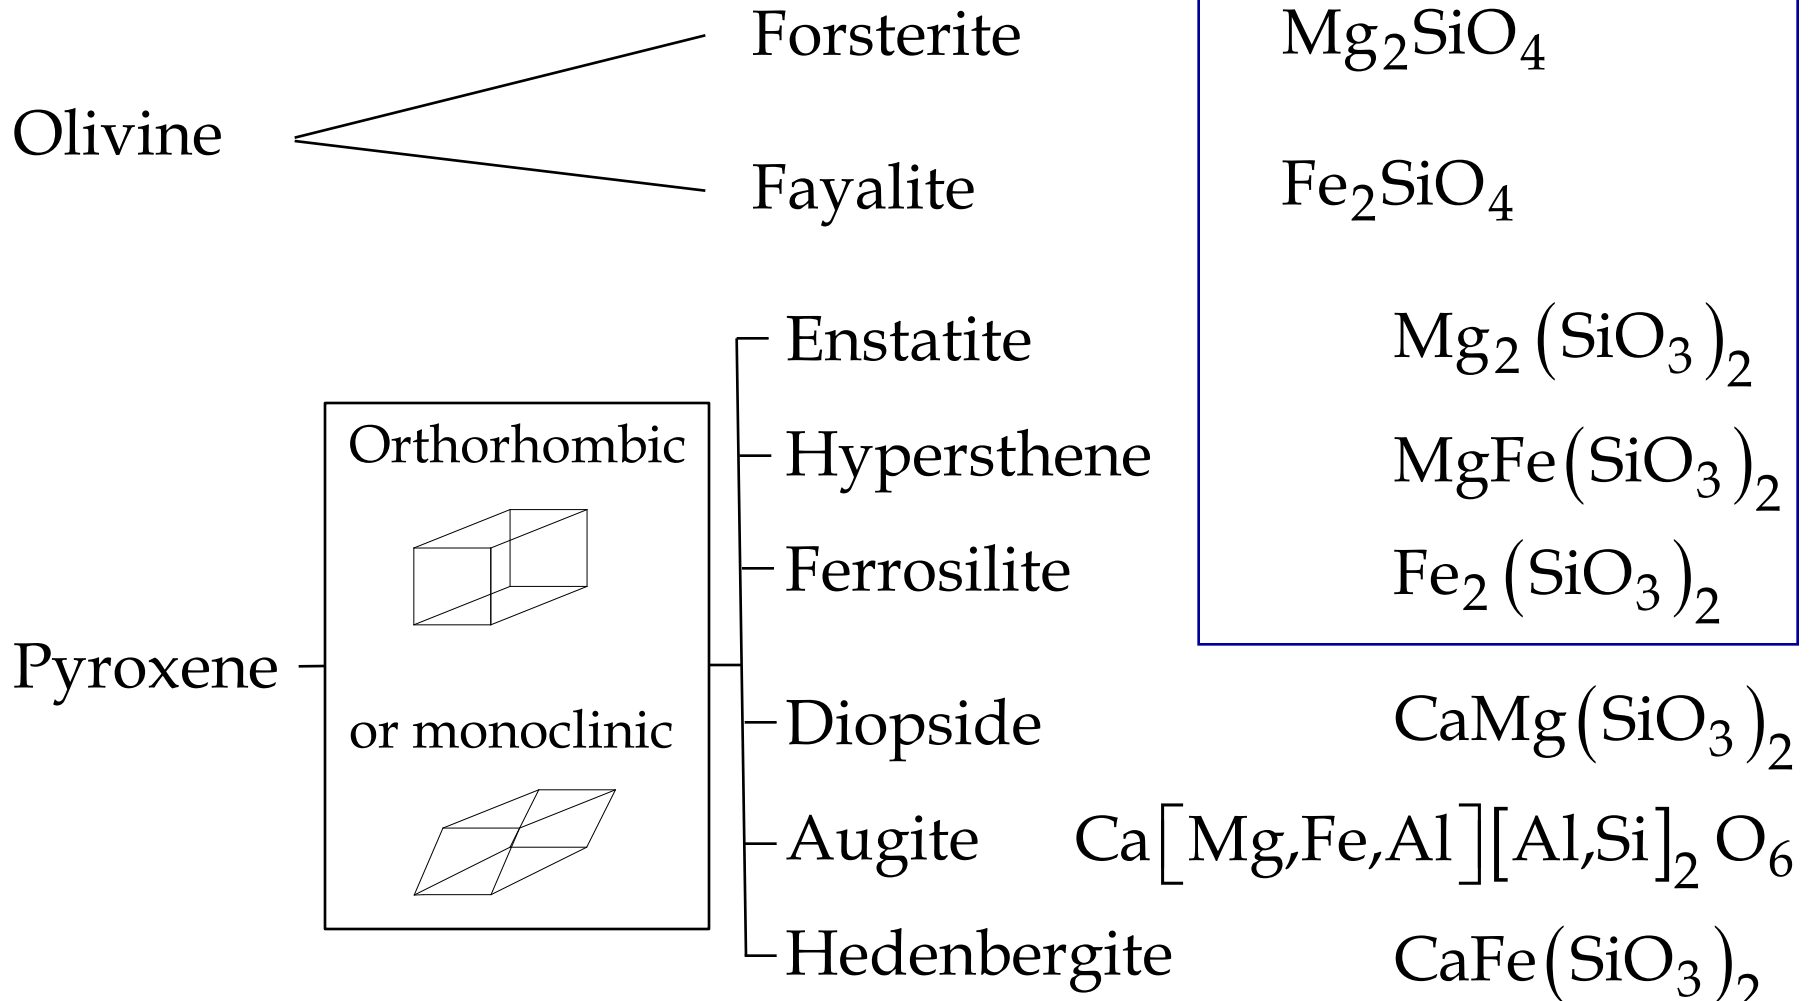 Forsterite Mg₂SiO₄
Olivine
Fayalite Fe₂SiO₄
Enstatite Mg₂(SiO₃)₂
Orthorhombic
Hypersthene MgFe(SiO₃)₂
Ferrosilite Fe₂(SiO₃)₂
Pyroxene
or monoclinic
Diopside CaMg(SiO₃)₂
Augite Ca[Mg,Fe,Al][Al,Si]₂O₆
Hedenbergite CaFe(SiO₃)₂